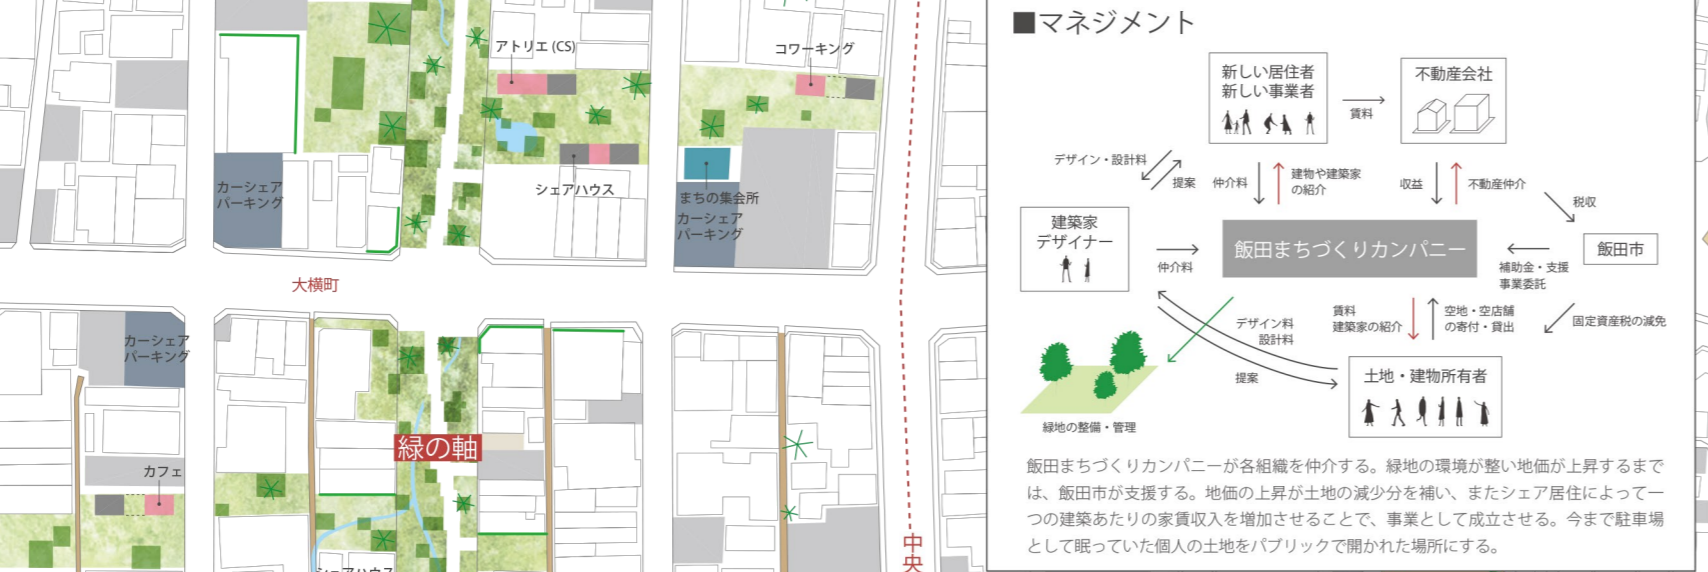 アトリエ (CS)
コワーキング
カーシェア
パーキング
シェアハウス
まちの集会所
カーシェア
パーキング
大横町
カーシェア
パーキング
緑の軸
カフェ
シェアハウス
中央
■マネジメント
新しい居住者
新しい事業者
不動産会社
賃料
デザイン・設計料
提案
仲介料
建物や建築家
の紹介
収益
不動産仲介
税収
建築家
デザイナー
仲介料
飯田まちづくりカンパニー
補助金・支援
事業委託
飯田市
デザイン料
設計料
賃料
建築家の紹介
空地・空店舗
の寄付・貸出
固定資産税の減免
提案
土地・建物所有者
緑地の整備・管理
飯田まちづくりカンパニーが各組織を仲介する。緑地の環境が整い地価が上昇するまで
は、飯田市が支援する。地価の上昇が土地の減少分を補い、またシェア居住によって一
つの建築あたりの家賃収入を増加させることで、事業として成立させる。今まで駐車場
として眠っていた個人の土地をパブリックで開かれた場所にする。